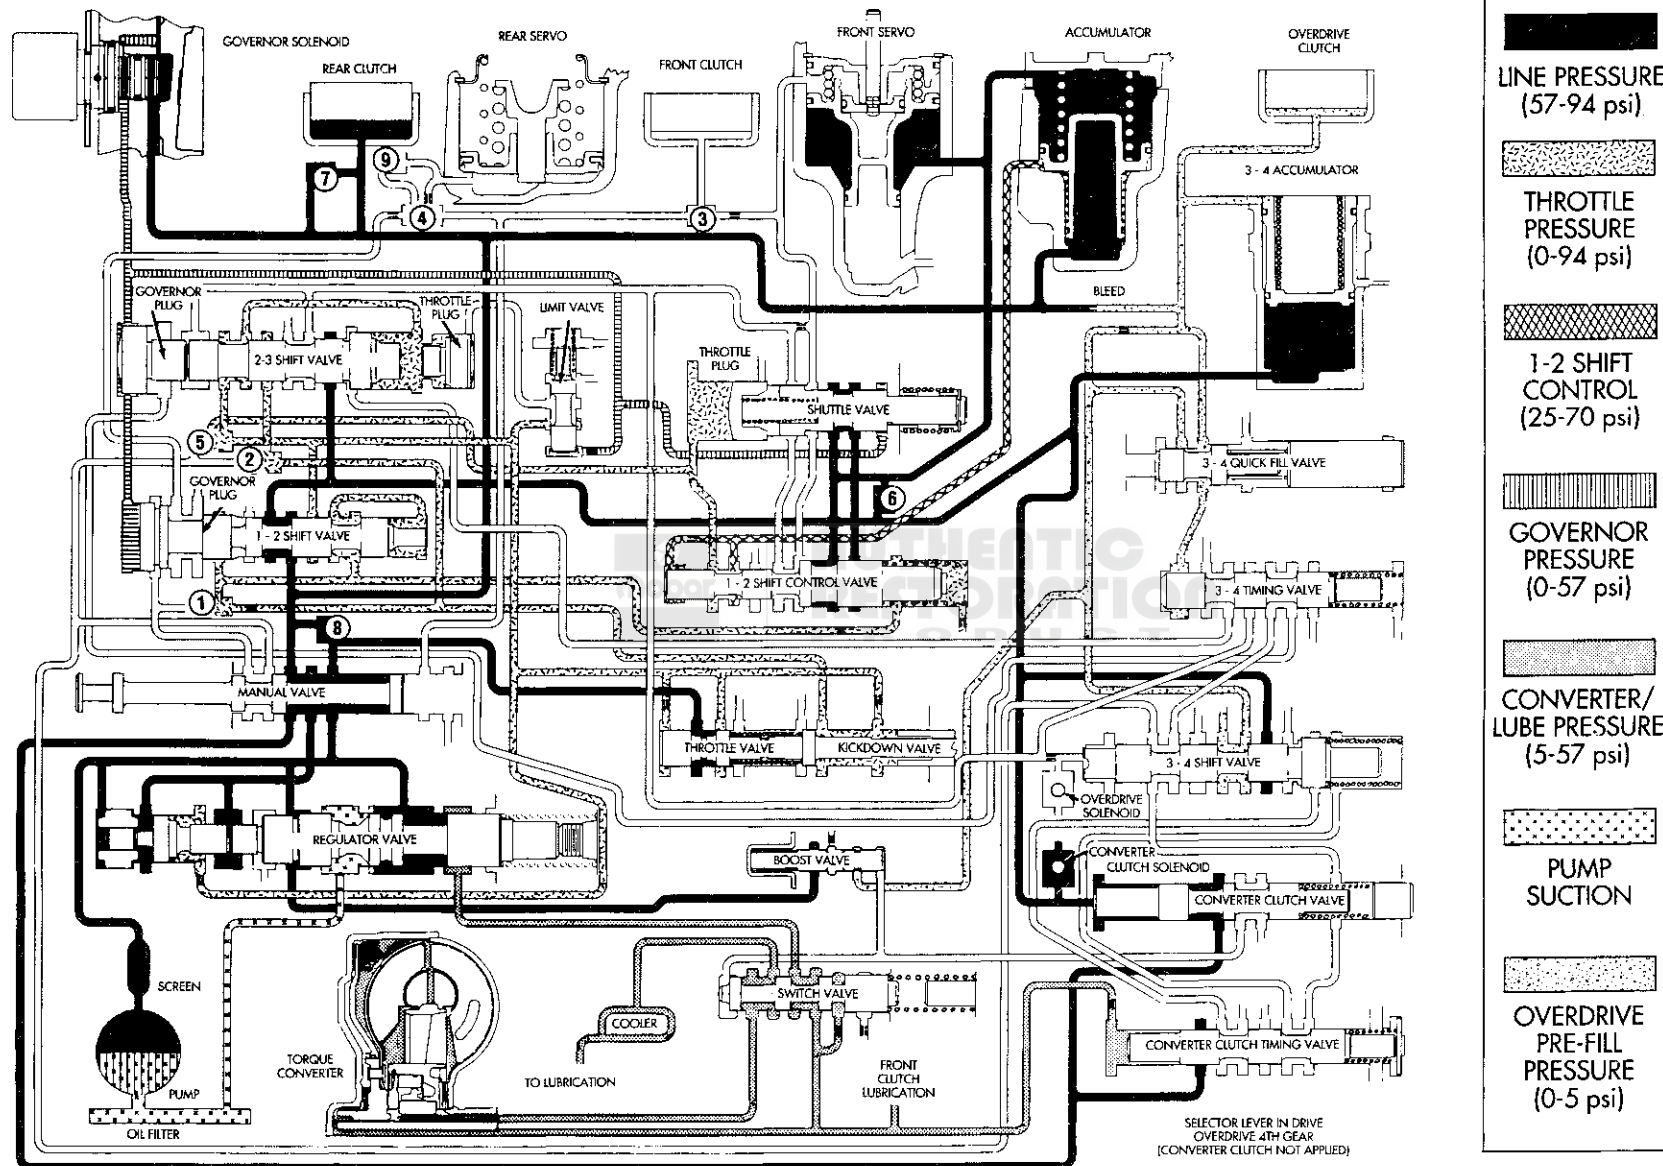 GOVERNOR SOLENOID
REAR CLUTCH
REAR SERVO
FRONT CLUTCH
FRONT SERVO
ACCUMULATOR
OVERDRIVE
CLUTCH
3 - 4 ACCUMULATOR
9
7
4
3
BLEED
GOVERNOR
PLUG
THROTTLE
PLUG
LIMIT VALVE
2-3 SHIFT VALVE
THROTTLE
PLUG
SHUTTLE VALVE
5
2
GOVERNOR
PLUG
3 - 4 QUICK FILL VALVE
6
1 - 2 SHIFT VALVE
AUTHENTIC
RESTORATION
mopar
PRODUCT
1 - 2 SHIFT CONTROL VALVE
3 - 4 TIMING VALVE
1
8
MANUAL VALVE
THROTTLE VALVE
KICKDOWN VALVE
3 - 4 SHIFT VALVE
OVERDRIVE
SOLENOID
REGULATOR VALVE
BOOST VALVE
CONVERTER
CLUTCH SOLENOID
CONVERTER CLUTCH VALVE
SCREEN
SWITCH VALVE
COOLER
TORQUE
CONVERTER
TO LUBRICATION
FRONT
CLUTCH
LUBRICATION
CONVERTER CLUTCH TIMING VALVE
PUMP
OIL FILTER
SELECTOR LEVER IN DRIVE
OVERDRIVE 4TH GEAR
(CONVERTER CLUTCH NOT APPLIED)
LINE PRESSURE
(57-94 psi)
THROTTLE
PRESSURE
(0-94 psi)
1-2 SHIFT
CONTROL
(25-70 psi)
GOVERNOR
PRESSURE
(0-57 psi)
CONVERTER/
LUBE PRESSURE
(5-57 psi)
PUMP
SUCTION
OVERDRIVE
PRE-FILL
PRESSURE
(0-5 psi)